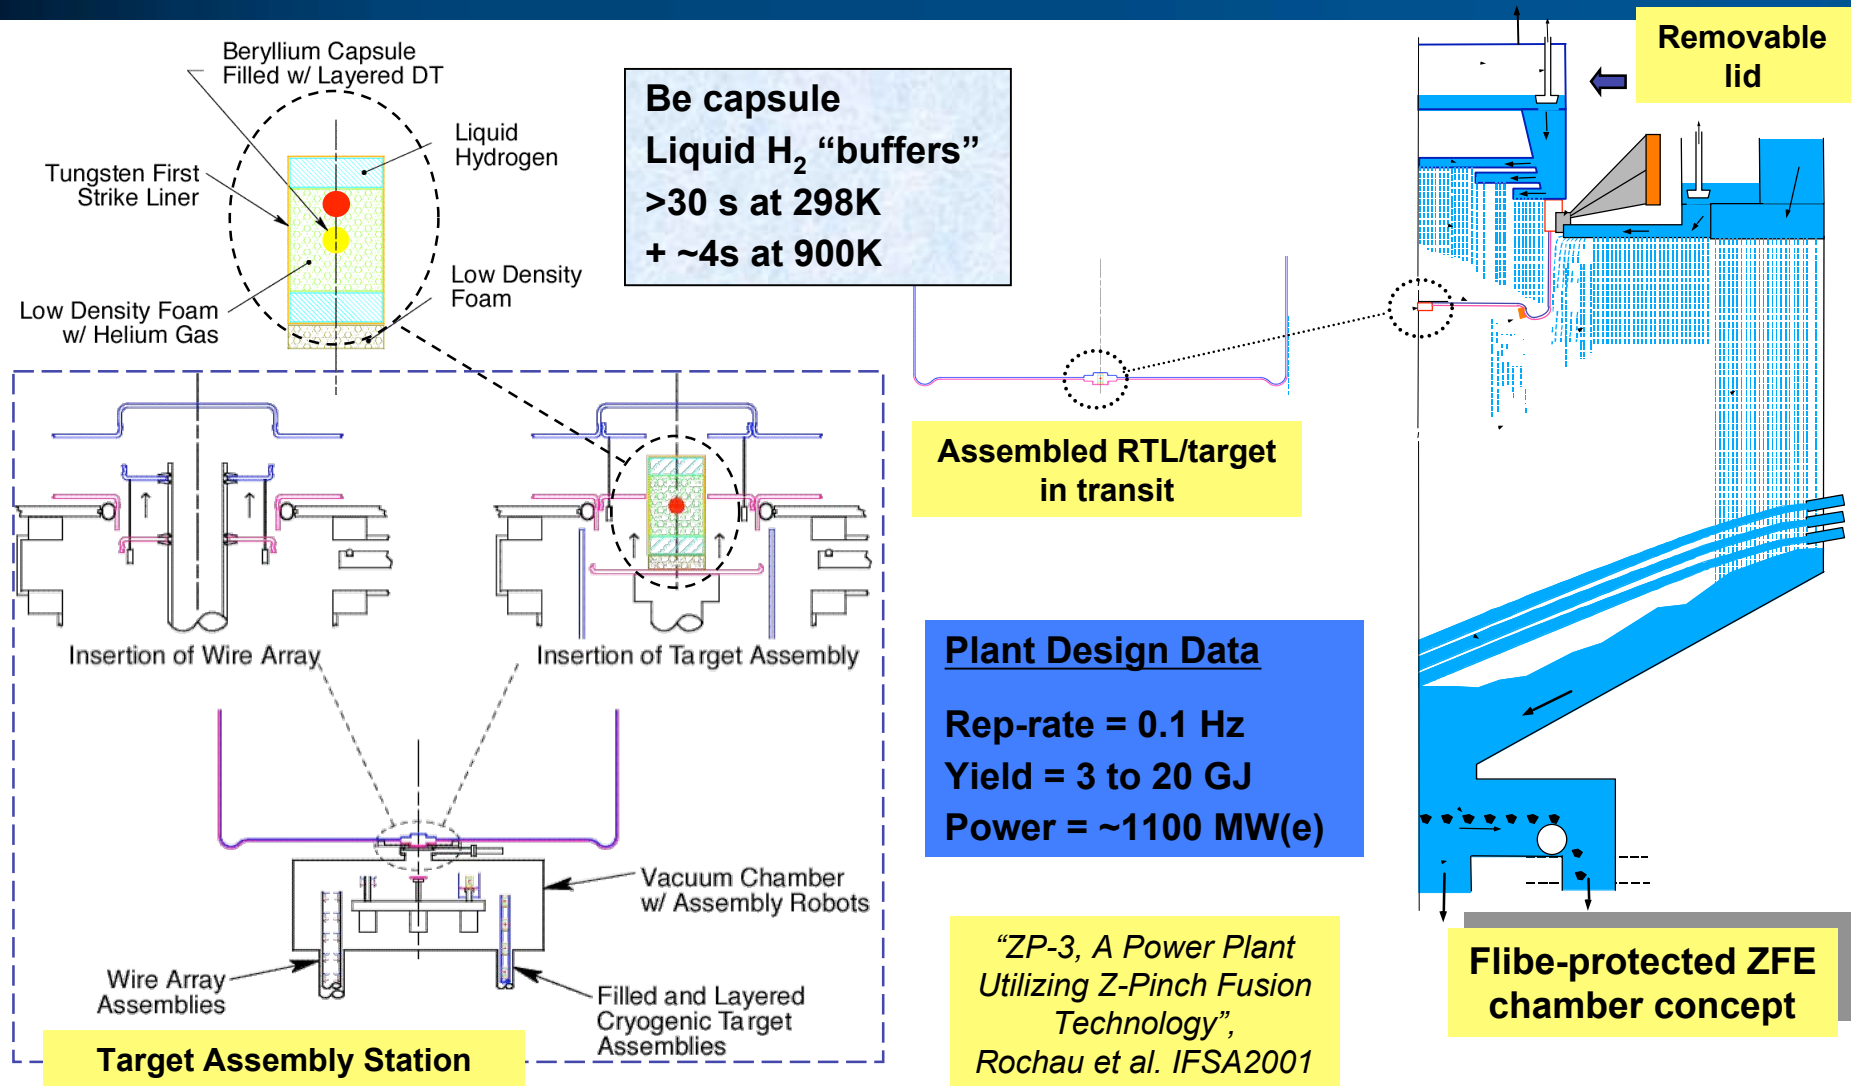 Beryllium Capsule
Filled w/ Layered DT
Liquid
Hydrogen
Tungsten First
Strike Liner
Low Density
Foam
Low Density Foam
w/ Helium Gas
Be capsule
Liquid H₂ “buffers”
>30 s at 298K
+ ~4s at 900K
Removable
lid
Assembled RTL/target
in transit
Insertion of Wire Array
Insertion of Target Assembly
Vacuum Chamber
w/ Assembly Robots
Wire Array
Assemblies
Filled and Layered
Cryogenic Target
Assemblies
Target Assembly Station
Plant Design Data
Rep-rate = 0.1 Hz
Yield = 3 to 20 GJ
Power = ~1100 MW(e)
“ZP-3, A Power Plant
Utilizing Z-Pinch Fusion
Technology”,
Rochau et al. IFSA2001
Flibe-protected ZFE
chamber concept